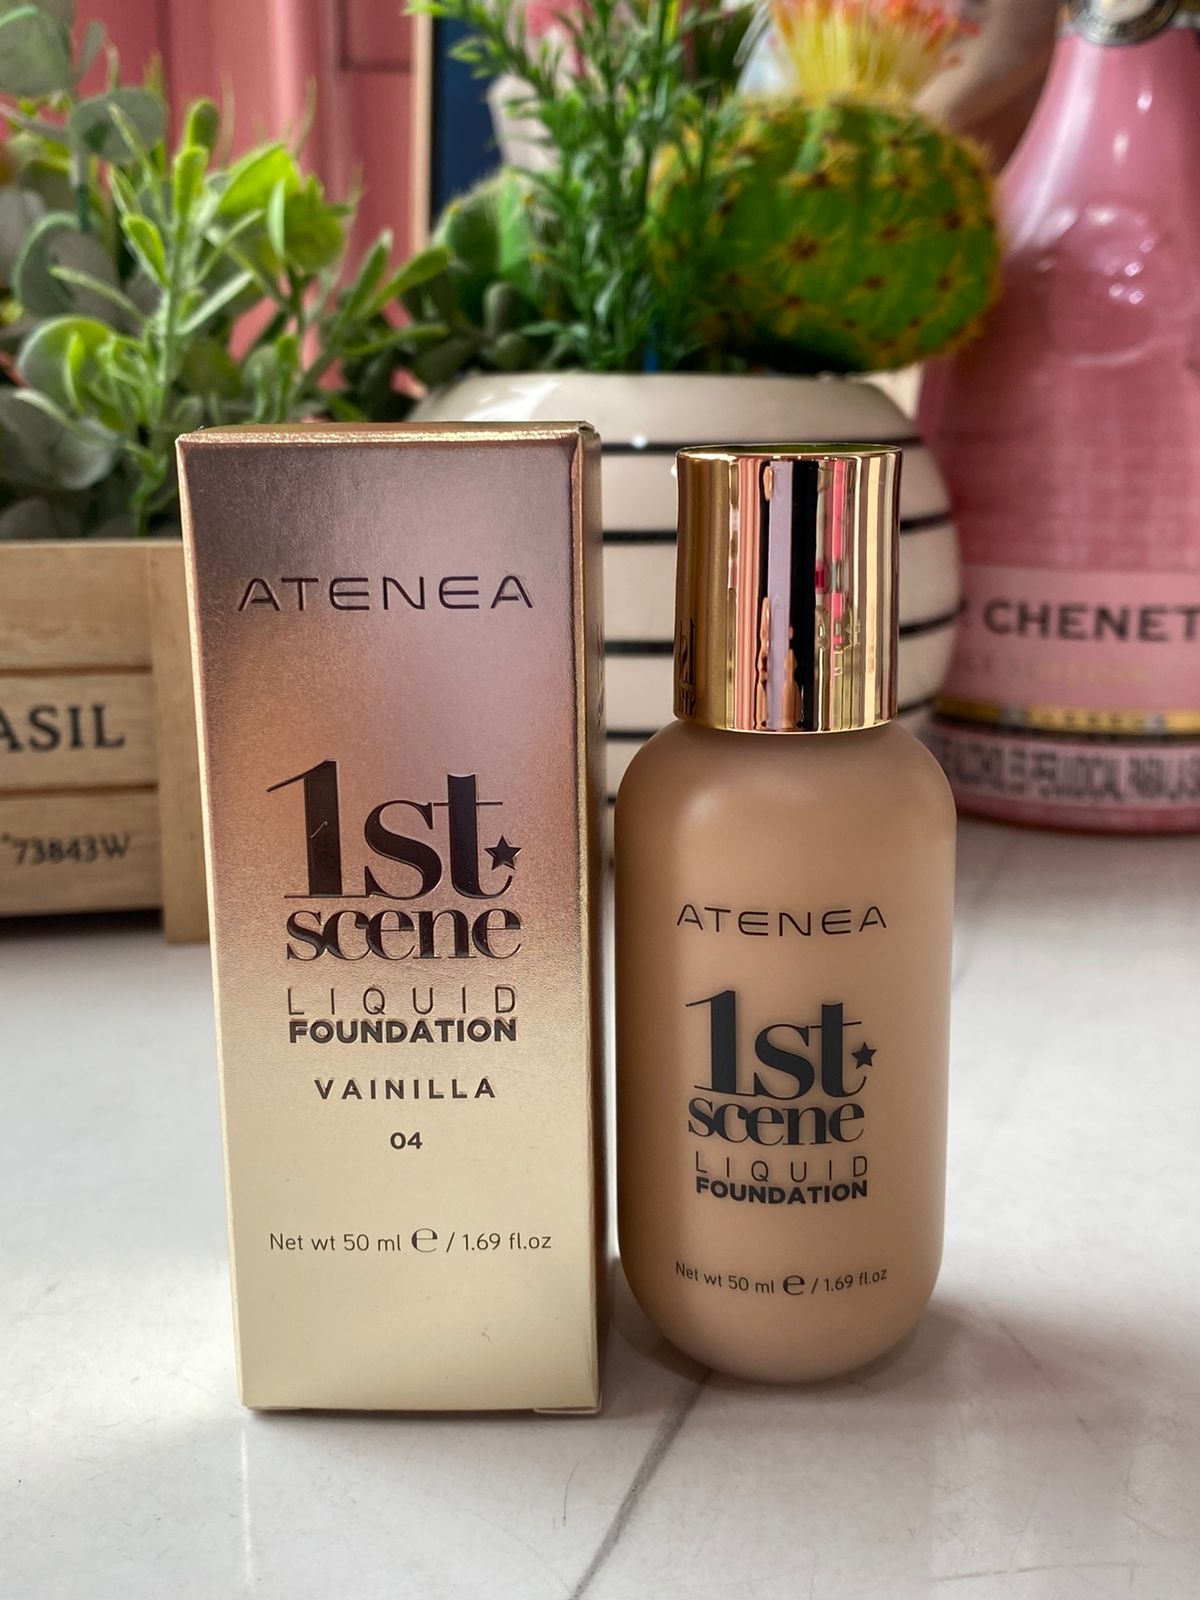 ATENEA
1st
scene
LIQUID
FOUNDATION
VAINILLA
04
Net wt 50 ml ℮ / 1.69 fl.oz
ATENEA
1st
scene
LIQUID
FOUNDATION
Net wt 50 ml ℮ / 1.69 fl.oz
ASIL
73843W
CHENET